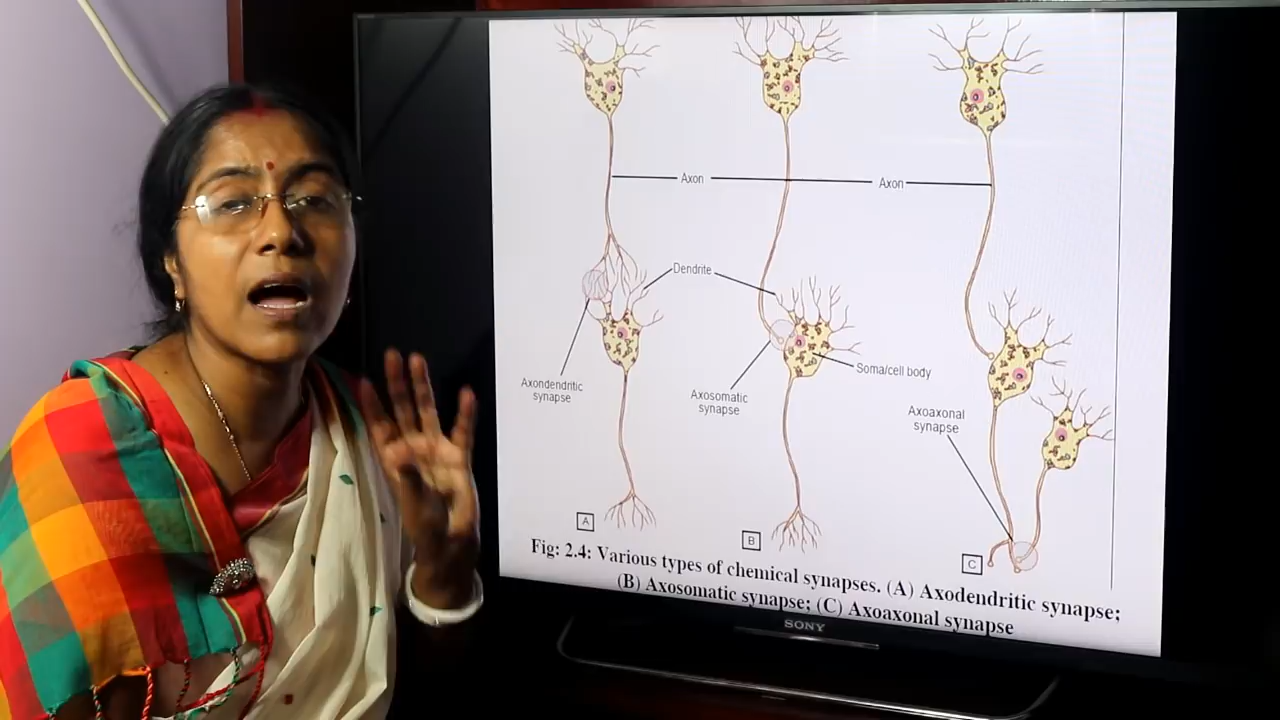 Axon
Axon
Dendrite
Axondendritic
synapse
Axosomatic
synapse
Soma/cell body
Axoaxonal
synapse
A
B
C
Fig: 2.4: Various types of chemical synapses. (A) Axodendritic synapse;
(B) Axosomatic synapse; (C) Axoaxonal synapse
SONY